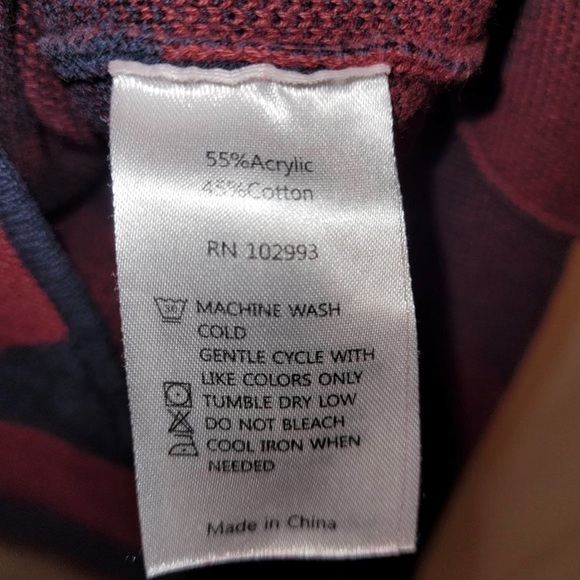 55%Acrylic
45%Cotton
RN 102993
MACHINE WASH
COLD
GENTLE CYCLE WITH
LIKE COLORS ONLY
TUMBLE DRY LOW
DO NOT BLEACH
COOL IRON WHEN
NEEDED
Made in China